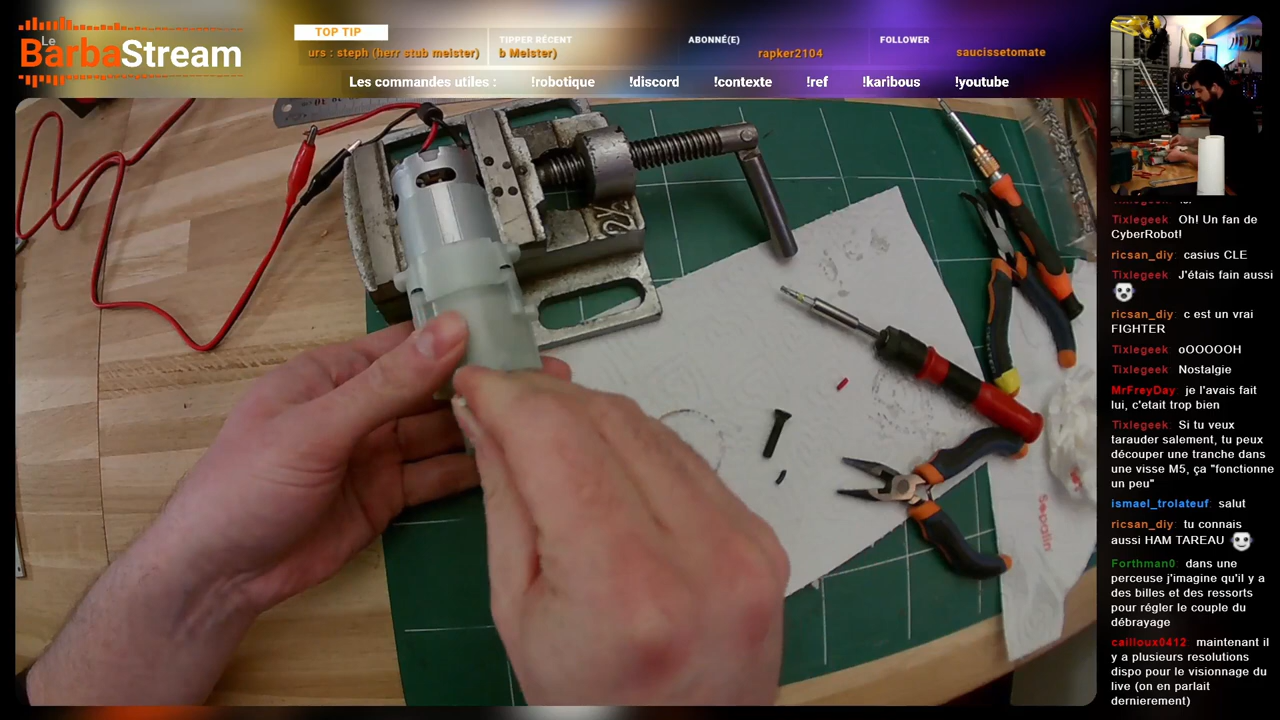 Le
BarbaStream
TOP TIP
urs : steph (herr stub meister)
TIPPER RÉCENT
b Meister)
ABONNÉ(E)
rapker2104
FOLLOWER
saucissetomate
Les commandes utiles : !robotique !discord !contexte !ref !karibous !youtube
Tixlegeek Oh! Un fan de
CyberRobot!
ricsan_diy: casius CLE
Tixlegeek J'étais fain aussi
ricsan_diy: c est un vrai
FIGHTER
Tixlegeek oOOOOOH
Tixlegeek Nostalgie
MrFreyDay je l'avais fait
lui, c'etait trop bien
Tixlegeek Si tu veux
tarauder salement, tu peux
découper une tranche dans
une visse M5, ça "fonctionne
un peu"
ismael_trolateuf: salut
ricsan_diy: tu connais
aussi HAM TAREAU
Forthman0: dans une
perceuse j'imagine qu'il y a
des billes et des ressorts
pour régler le couple du
débrayage
cailloux0412 maintenant il
y a plusieurs resolutions
dispo pour le visionnage du
live (on en parlait
dernierement)
Sopalin